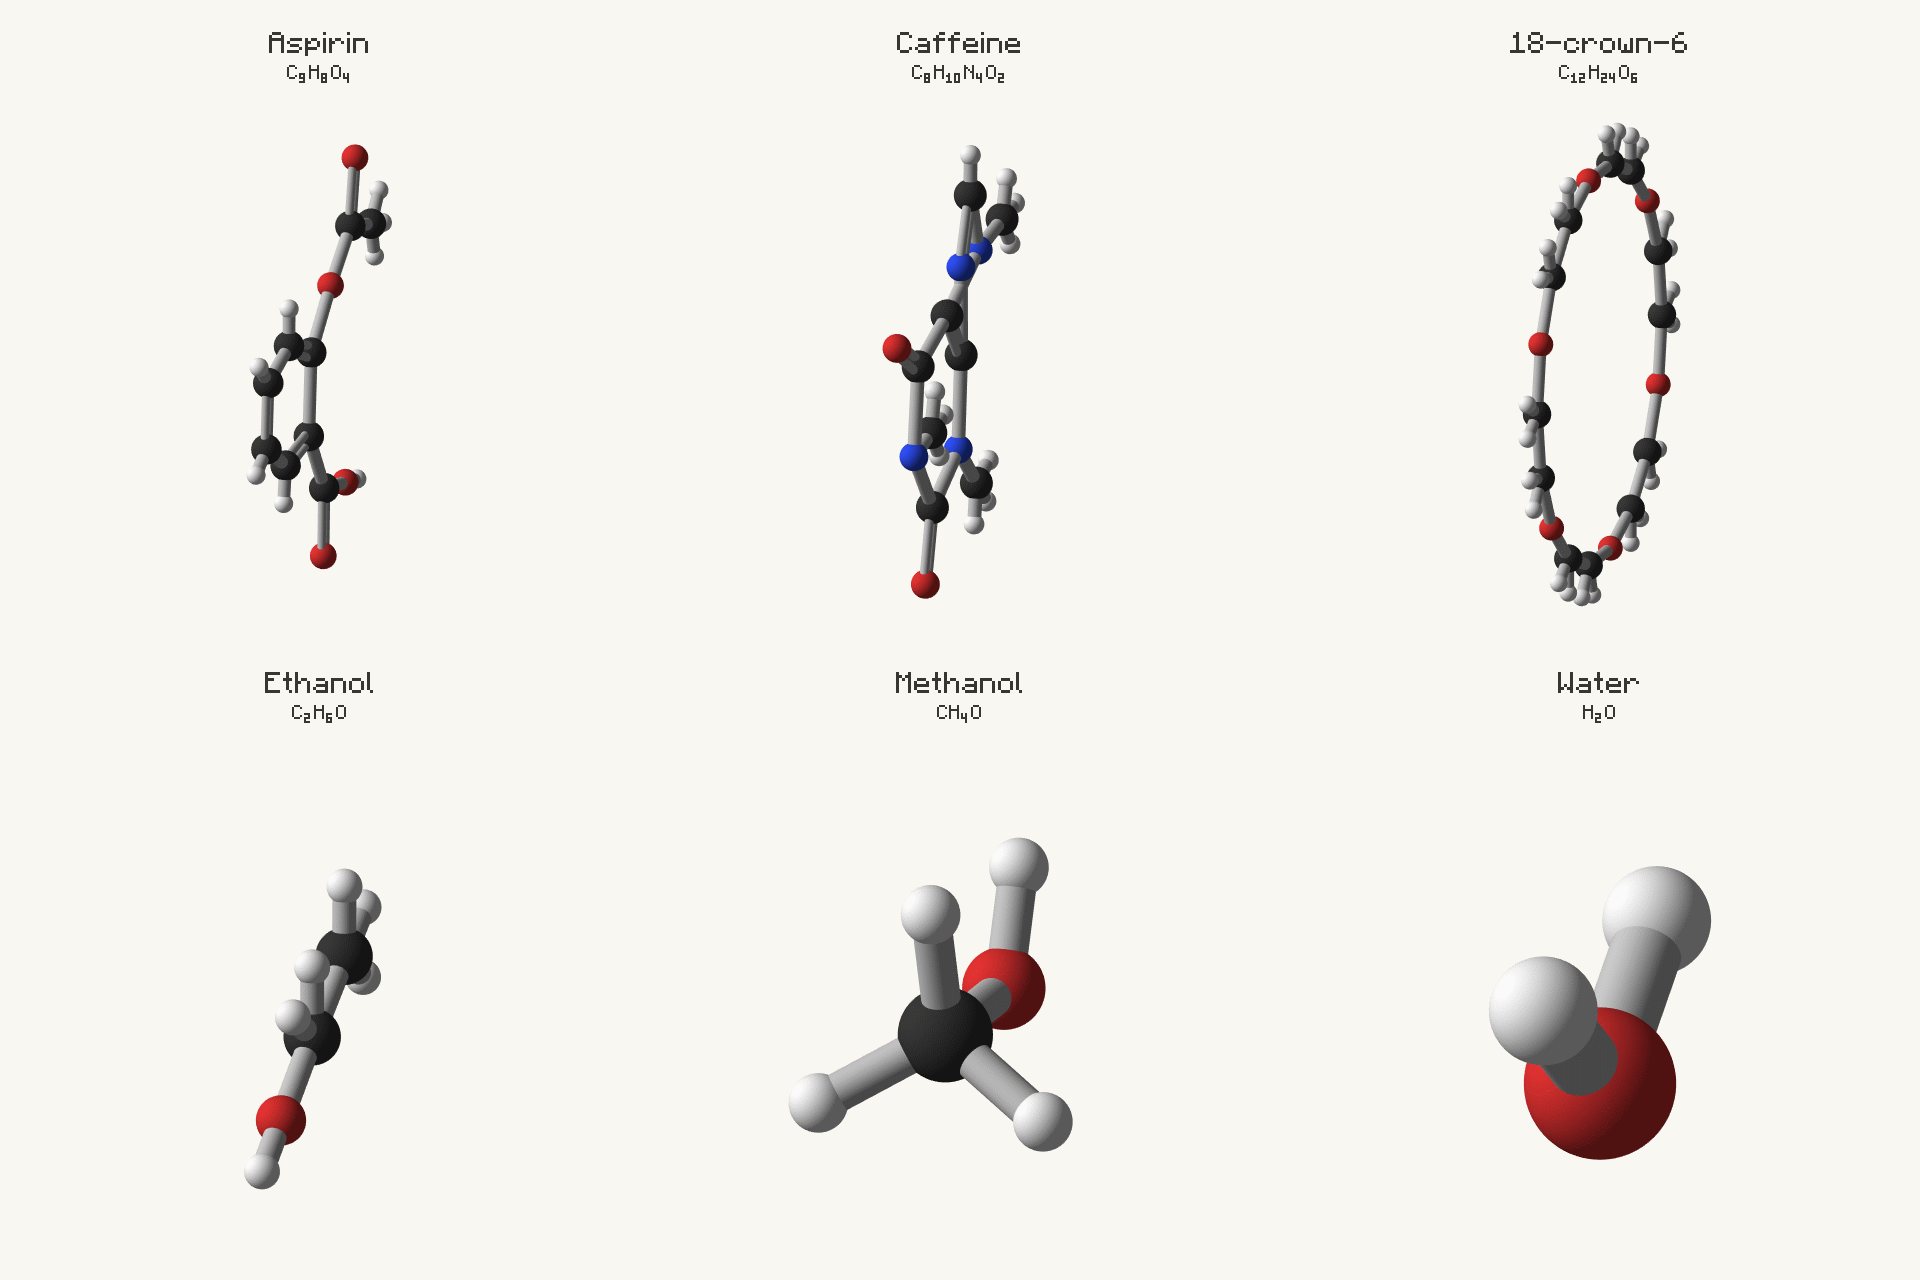 Aspirin
C₉H₈O₄
Caffeine
C₈H₁₀N₄O₂
18-crown-6
C₁₂H₂₄O₆
Ethanol
C₂H₆O
Methanol
CH₄O
Water
H₂O